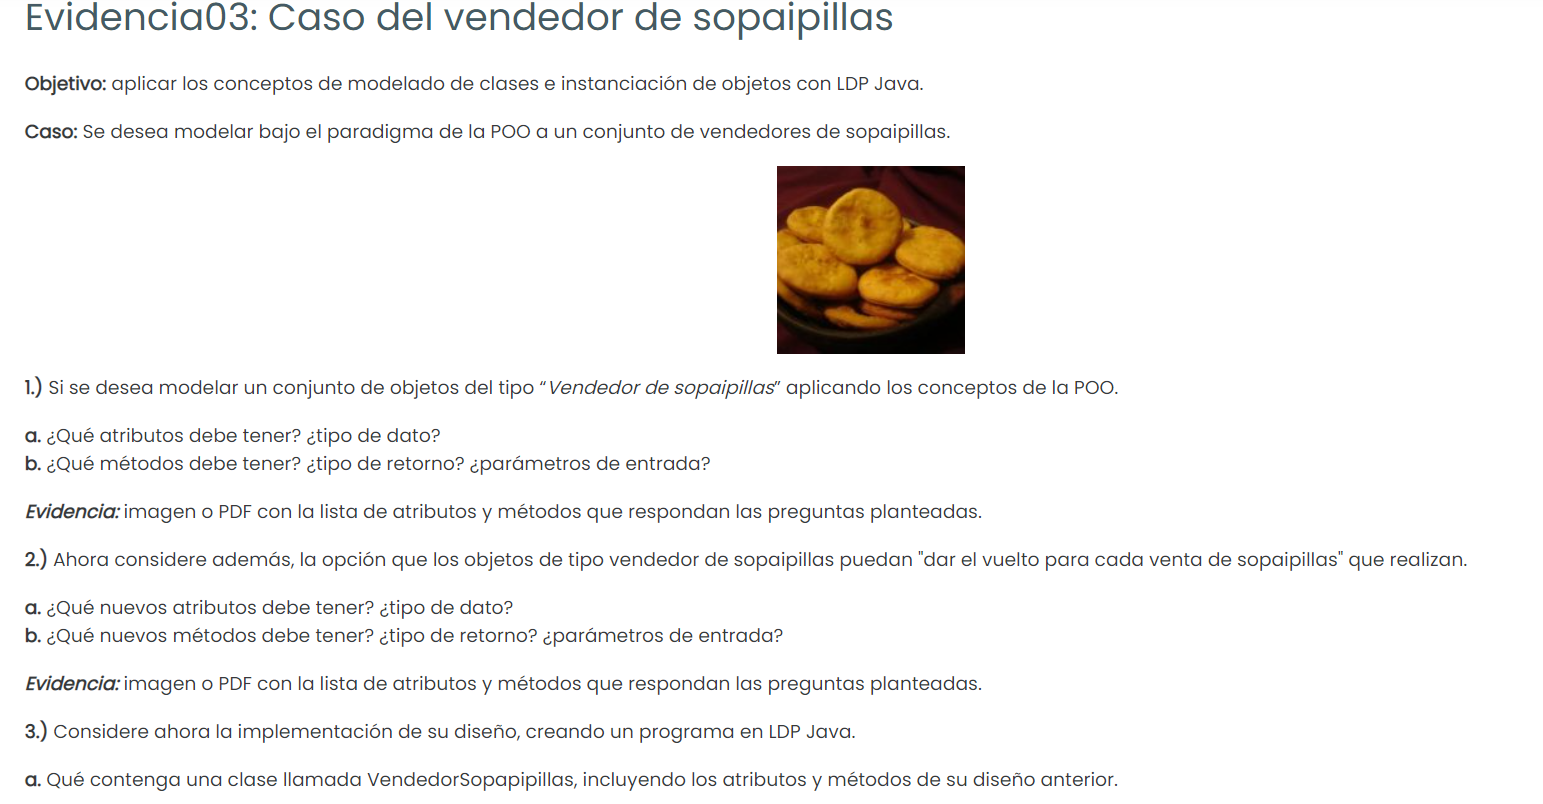 Evidencia03: Caso del vendedor de sopaipillas
Objetivo: aplicar los conceptos de modelado de clases e instanciación de objetos con LDP Java.
Caso: Se desea modelar bajo el paradigma de la POO a un conjunto de vendedores de sopaipillas.
1.) Si se desea modelar un conjunto de objetos del tipo “Vendedor de sopaipillas” aplicando los conceptos de la POO.
a. ¿Qué atributos debe tener? ¿tipo de dato?
b. ¿Qué métodos debe tener? ¿tipo de retorno? ¿parámetros de entrada?
Evidencia: imagen o PDF con la lista de atributos y métodos que respondan las preguntas planteadas.
2.) Ahora considere además, la opción que los objetos de tipo vendedor de sopaipillas puedan "dar el vuelto para cada venta de sopaipillas" que realizan.
a. ¿Qué nuevos atributos debe tener? ¿tipo de dato?
b. ¿Qué nuevos métodos debe tener? ¿tipo de retorno? ¿parámetros de entrada?
Evidencia: imagen o PDF con la lista de atributos y métodos que respondan las preguntas planteadas.
3.) Considere ahora la implementación de su diseño, creando un programa en LDP Java.
a. Qué contenga una clase llamada VendedorSopapipillas, incluyendo los atributos y métodos de su diseño anterior.